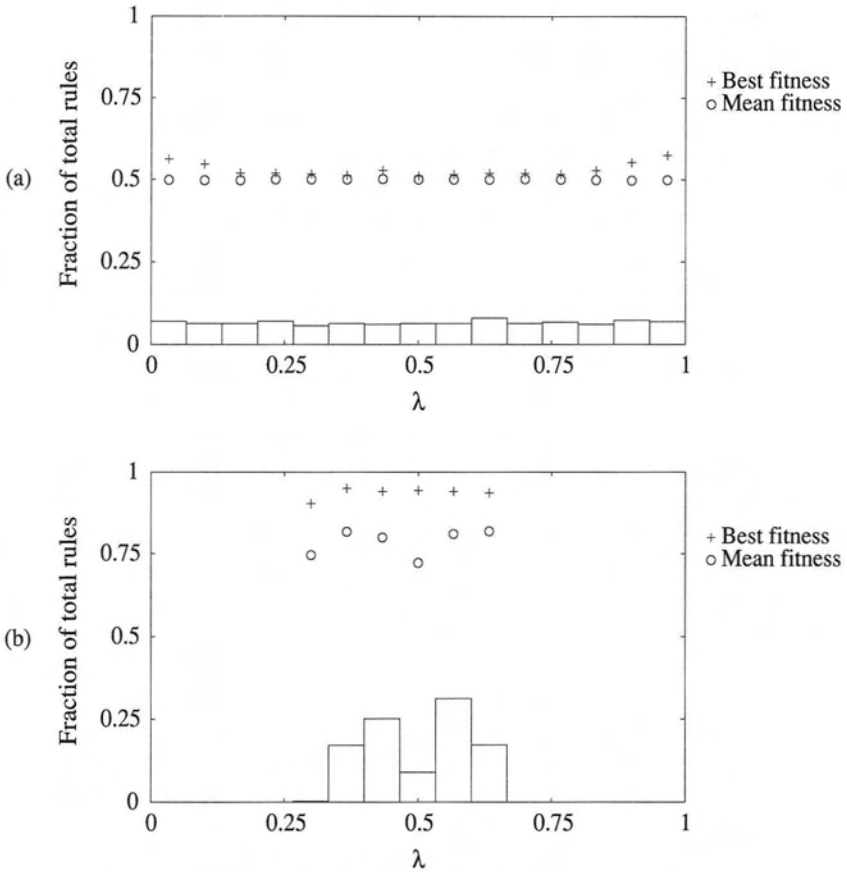 (a)
Fraction of total rules
1
0.75
0.5
0.25
0
0 0.25 0.5 0.75 1
λ
+ Best fitness
○ Mean fitness
(b)
Fraction of total rules
1
0.75
0.5
0.25
0
0 0.25 0.5 0.75 1
λ
+ Best fitness
○ Mean fitness